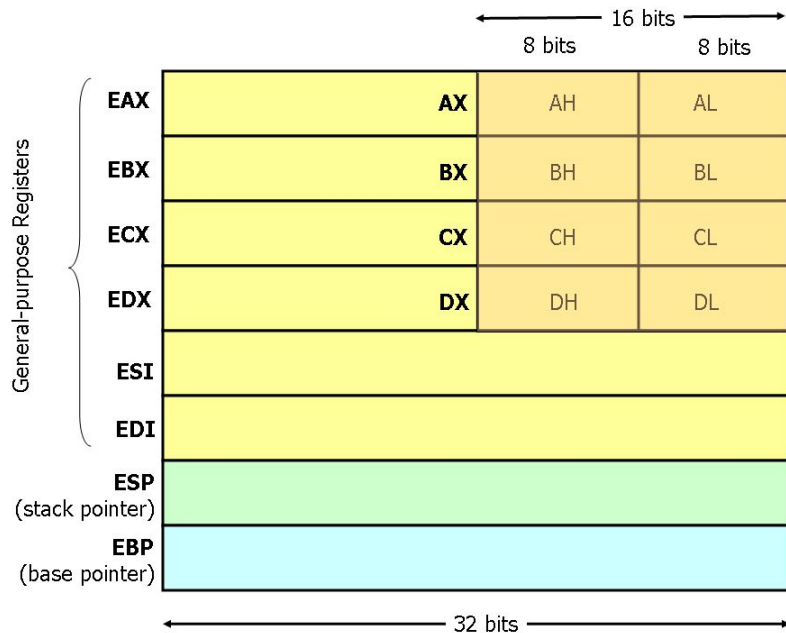 16 bits
8 bits 8 bits
General-purpose Registers
EAX AX AH AL
EBX BX BH BL
ECX CX CH CL
EDX DX DH DL
ESI
EDI
ESP
(stack pointer)
EBP
(base pointer)
32 bits